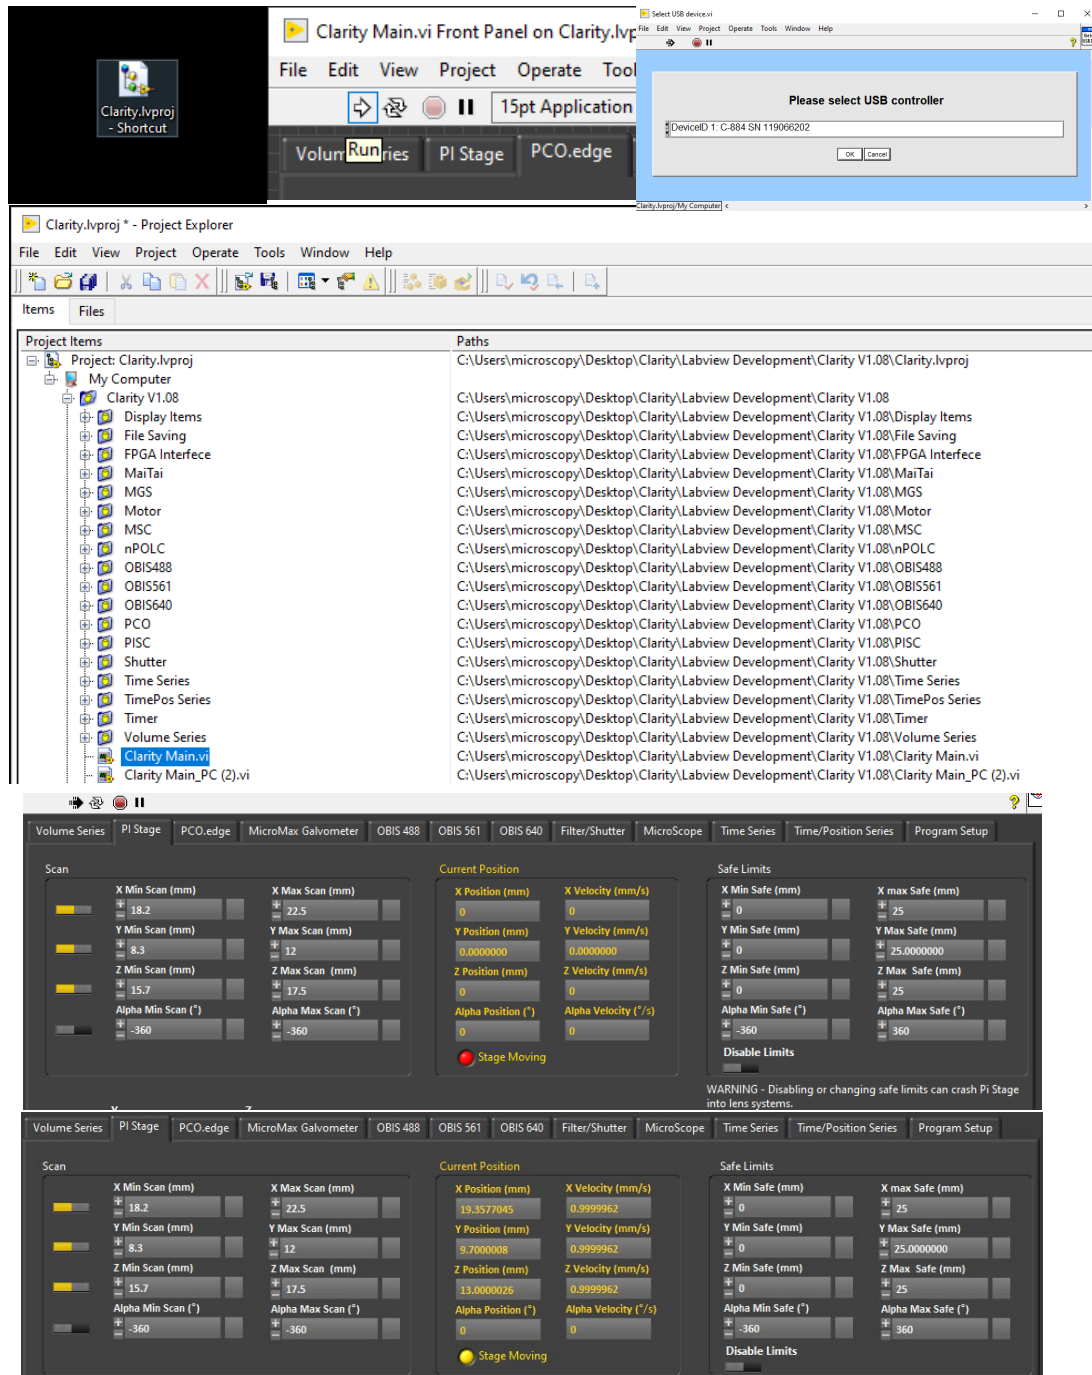 Clarity.lvproj
- Shortcut
Clarity Main.vi Front Panel on Clarity.lvp
File Edit View Project Operate Tool
15pt Application
Run
Volum ries PI Stage PCO.edge
Select USB device.vi
File Edit View Project Operate Tools Window Help
Please select USB controller
DeviceID 1: C-884 SN 119066202
OK Cancel
Clarity.lvproj/My Computer
Clarity.lvproj * - Project Explorer
File Edit View Project Operate Tools Window Help
Items Files
Project Items Paths
Project: Clarity.lvproj C:\Users\microscopy\Desktop\Clarity\Labview Development\Clarity V1.08\Clarity.lvproj
My Computer
Clarity V1.08 C:\Users\microscopy\Desktop\Clarity\Labview Development\Clarity V1.08
Display Items C:\Users\microscopy\Desktop\Clarity\Labview Development\Clarity V1.08\Display Items
File Saving C:\Users\microscopy\Desktop\Clarity\Labview Development\Clarity V1.08\File Saving
FPGA Interfece C:\Users\microscopy\Desktop\Clarity\Labview Development\Clarity V1.08\FPGA Interfece
MaiTai C:\Users\microscopy\Desktop\Clarity\Labview Development\Clarity V1.08\MaiTai
MGS C:\Users\microscopy\Desktop\Clarity\Labview Development\Clarity V1.08\MGS
Motor C:\Users\microscopy\Desktop\Clarity\Labview Development\Clarity V1.08\Motor
MSC C:\Users\microscopy\Desktop\Clarity\Labview Development\Clarity V1.08\MSC
nPOLC C:\Users\microscopy\Desktop\Clarity\Labview Development\Clarity V1.08\nPOLC
OBIS488 C:\Users\microscopy\Desktop\Clarity\Labview Development\Clarity V1.08\OBIS488
OBIS561 C:\Users\microscopy\Desktop\Clarity\Labview Development\Clarity V1.08\OBIS561
OBIS640 C:\Users\microscopy\Desktop\Clarity\Labview Development\Clarity V1.08\OBIS640
PCO C:\Users\microscopy\Desktop\Clarity\Labview Development\Clarity V1.08\PCO
PISC C:\Users\microscopy\Desktop\Clarity\Labview Development\Clarity V1.08\PISC
Shutter C:\Users\microscopy\Desktop\Clarity\Labview Development\Clarity V1.08\Shutter
Time Series C:\Users\microscopy\Desktop\Clarity\Labview Development\Clarity V1.08\Time Series
TimePos Series C:\Users\microscopy\Desktop\Clarity\Labview Development\Clarity V1.08\TimePos Series
Timer C:\Users\microscopy\Desktop\Clarity\Labview Development\Clarity V1.08\Timer
Volume Series C:\Users\microscopy\Desktop\Clarity\Labview Development\Clarity V1.08\Volume Series
Clarity Main.vi C:\Users\microscopy\Desktop\Clarity\Labview Development\Clarity V1.08\Clarity Main.vi
Clarity Main_PC (2).vi C:\Users\microscopy\Desktop\Clarity\Labview Development\Clarity V1.08\Clarity Main_PC (2).vi
Volume Series PI Stage PCO.edge MicroMax Galvometer OBIS 488 OBIS 561 OBIS 640 Filter/Shutter MicroScope Time Series Time/Position Series Program Setup
Scan Current Position Safe Limits
X Min Scan (mm) X Max Scan (mm) X Position (mm) X Velocity (mm/s) X Min Safe (mm) X max Safe (mm)
18.2 22.5 0 0 0 25
Y Min Scan (mm) Y Max Scan (mm) Y Position (mm) Y Velocity (mm/s) Y Min Safe (mm) Y Max Safe (mm)
8.3 12 0.0000000 0.0000000 0 25.0000000
Z Min Scan (mm) Z Max Scan (mm) Z Position (mm) Z Velocity (mm/s) Z Min Safe (mm) Z Max Safe (mm)
15.7 17.5 0 0 0 25
Alpha Min Scan (°) Alpha Max Scan (°) Alpha Position (°) Alpha Velocity (°/s) Alpha Min Safe (°) Alpha Max Safe (°)
-360 -360 0 0 -360 360
Stage Moving Disable Limits
WARNING - Disabling or changing safe limits can crash Pi Stage
into lens systems.
Volume Series PI Stage PCO.edge MicroMax Galvometer OBIS 488 OBIS 561 OBIS 640 Filter/Shutter MicroScope Time Series Time/Position Series Program Setup
Scan Current Position Safe Limits
X Min Scan (mm) X Max Scan (mm) X Position (mm) X Velocity (mm/s) X Min Safe (mm) X max Safe (mm)
18.2 22.5 19.3577045 0.9999962 0 25
Y Min Scan (mm) Y Max Scan (mm) Y Position (mm) Y Velocity (mm/s) Y Min Safe (mm) Y Max Safe (mm)
8.3 12 9.7000008 0.9999962 0 25.0000000
Z Min Scan (mm) Z Max Scan (mm) Z Position (mm) Z Velocity (mm/s) Z Min Safe (mm) Z Max Safe (mm)
15.7 17.5 13.0000026 0.9999962 0 25
Alpha Min Scan (°) Alpha Max Scan (°) Alpha Position (°) Alpha Velocity (°/s) Alpha Min Safe (°) Alpha Max Safe (°)
-360 -360 0 0 -360 360
Stage Moving Disable Limits